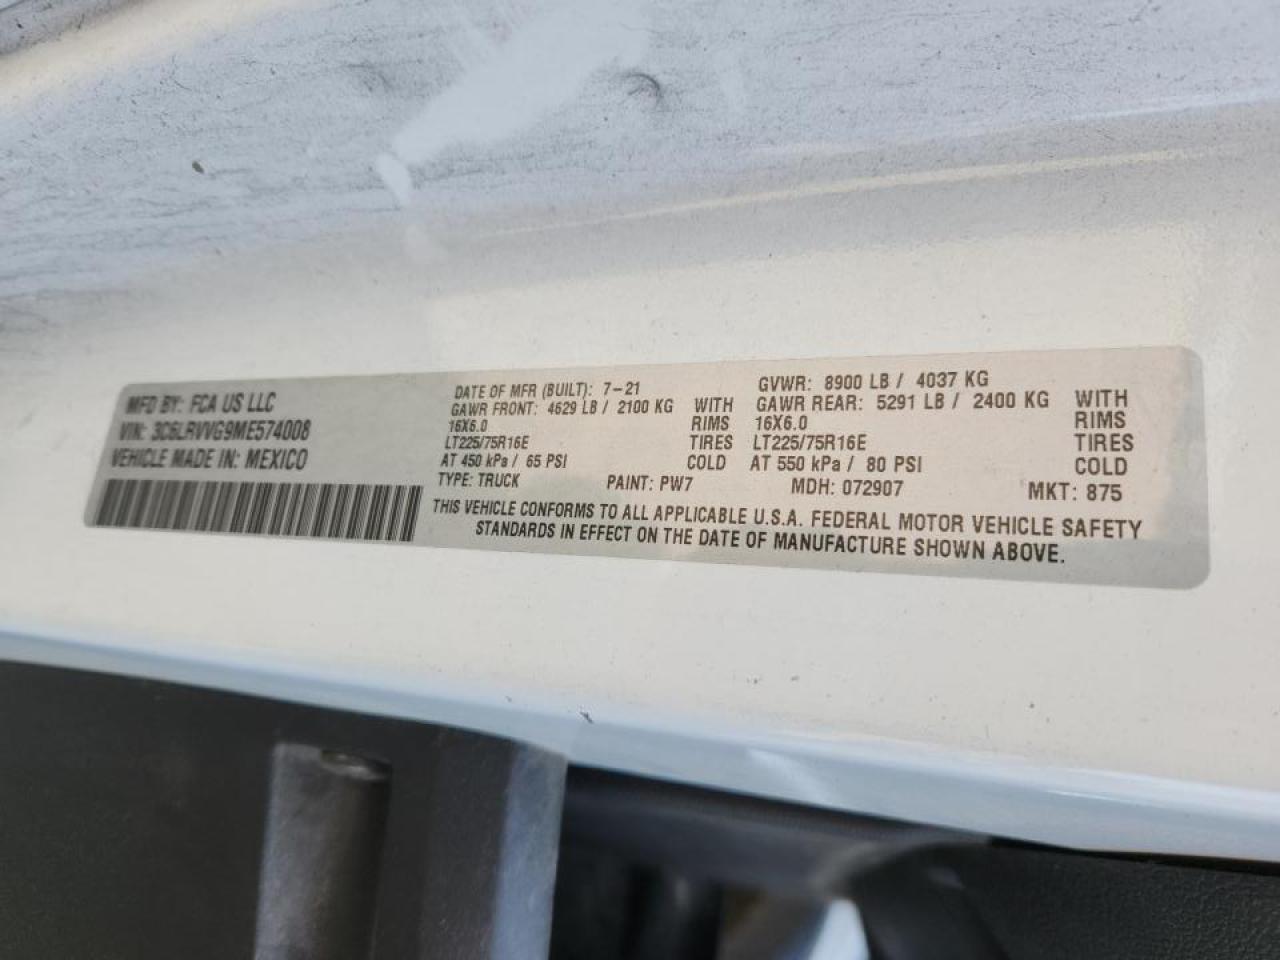 MFD BY: FCA US LLC
VIN: 3C6LRVVG9ME574008
VEHICLE MADE IN: MEXICO
DATE OF MFR (BUILT): 7-21 GVWR: 8900 LB / 4037 KG
GAWR FRONT: 4629 LB / 2100 KG WITH GAWR REAR: 5291 LB / 2400 KG WITH
16X6.0 RIMS 16X6.0 RIMS
LT225/75R16E TIRES LT225/75R16E TIRES
AT 450 kPa / 65 PSI COLD AT 550 kPa / 80 PSI COLD
TYPE: TRUCK PAINT: PW7 MDH: 072907 MKT: 875
THIS VEHICLE CONFORMS TO ALL APPLICABLE U.S.A. FEDERAL MOTOR VEHICLE SAFETY
STANDARDS IN EFFECT ON THE DATE OF MANUFACTURE SHOWN ABOVE.